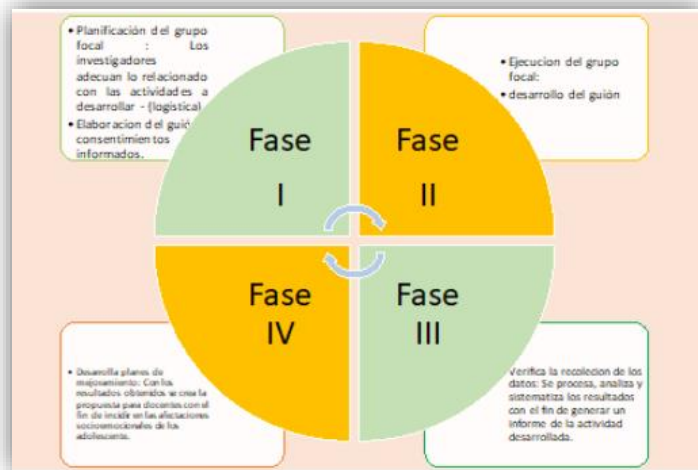 • Planificación del grupo
focal : Los
investigadores
adecuan lo relacionado
con las actividades a
desarrollar - (logistica)
• Elaboracion del guión
consentimientos
informados.
• Ejecucion del grupo
focal:
• desarrollo del guión
Fase
I
Fase
II
Fase
IV
Fase
III
• Desarrolla planes de
mejoramiento: Con los
resultados obtenidos se crea la
propuesta para docentes con el
fin de incidir en las afectaciones
socioemocionales de los
adolescente.
Verifica la recolecion de los
datos: Se procesa, analiza y
sistematiza los resultados
con el fin de generar un
informe de la actividad
desarrollada.